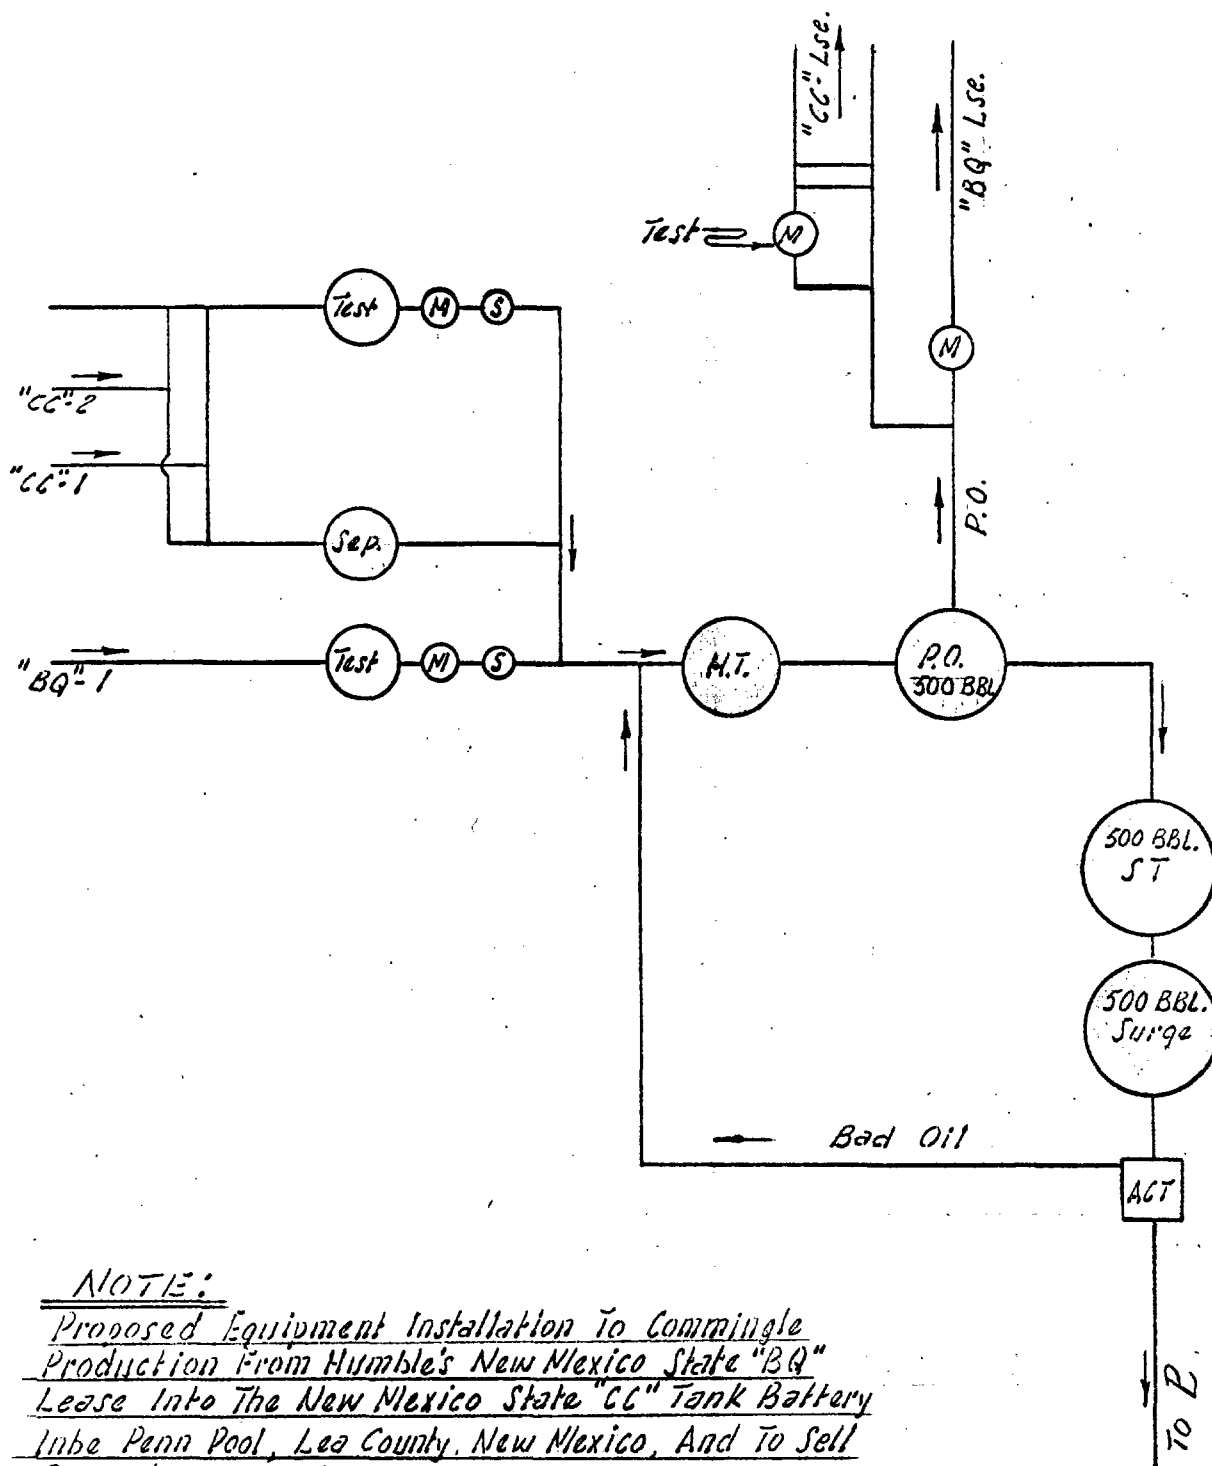 "CC" Lse.
"BQ" Lse.
Test
M
Test
M
S
M
"CC"-2
"CC"-1
P.O.
Sep.
"BQ"-1
Test
M
S
H.T.
P.O.
500 BBL
500 BBL.
ST
500 BBL.
Surge
Bad Oil
ACT
NOTE:
Proposed Equipment Installation To Commingle
Production From Humble's New Mexico State "BQ"
Lease Into The New Mexico State "CC" Tank Battery
Inbe Penn Pool, Lea County, New Mexico, And To Sell
To